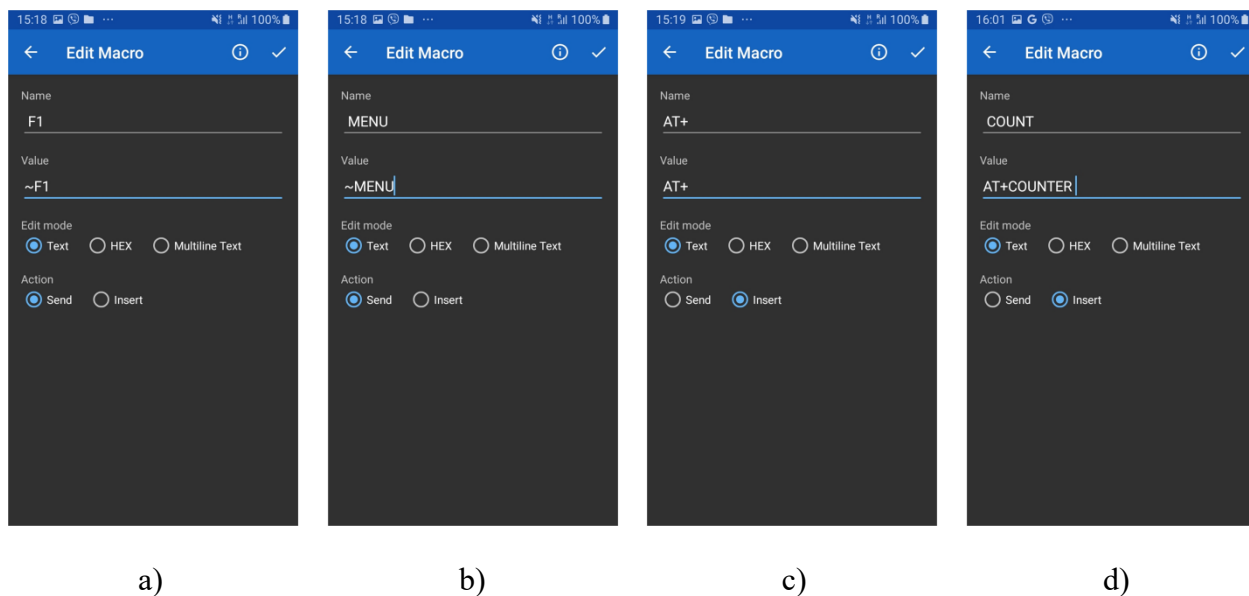 15:18 ... 100%
Edit Macro
Name
F1
Value
~F1
Edit mode
Text HEX Multiline Text
Action
Send Insert
a)
15:18 ... 100%
Edit Macro
Name
MENU
Value
~MENU
Edit mode
Text HEX Multiline Text
Action
Send Insert
b)
15:19 ... 100%
Edit Macro
Name
AT+
Value
AT+
Edit mode
Text HEX Multiline Text
Action
Send Insert
c)
16:01 G ... 100%
Edit Macro
Name
COUNT
Value
AT+COUNTER
Edit mode
Text HEX Multiline Text
Action
Send Insert
d)